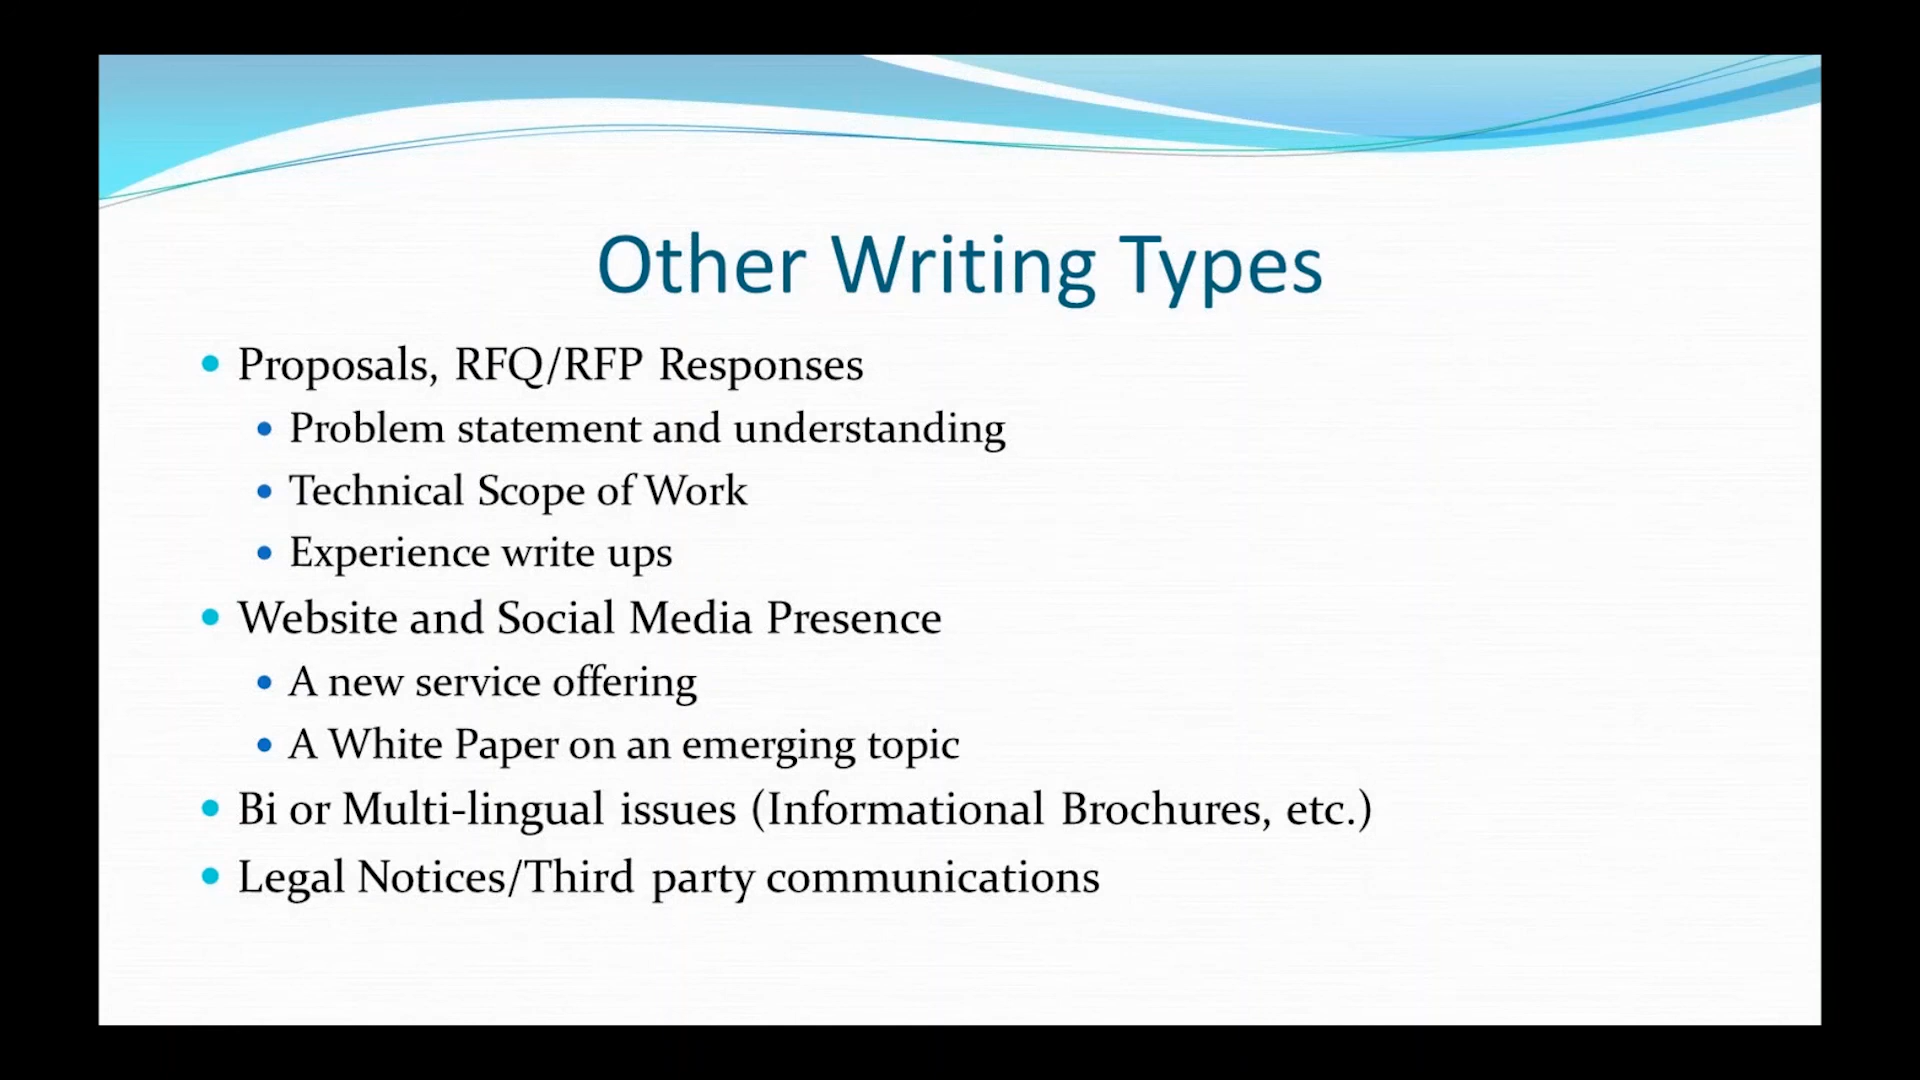 Other Writing Types
Proposals, RFQ/RFP Responses
Problem statement and understanding
Technical Scope of Work
Experience write ups
Website and Social Media Presence
A new service offering
A White Paper on an emerging topic
Bi or Multi-lingual issues (Informational Brochures, etc.)
Legal Notices/Third party communications